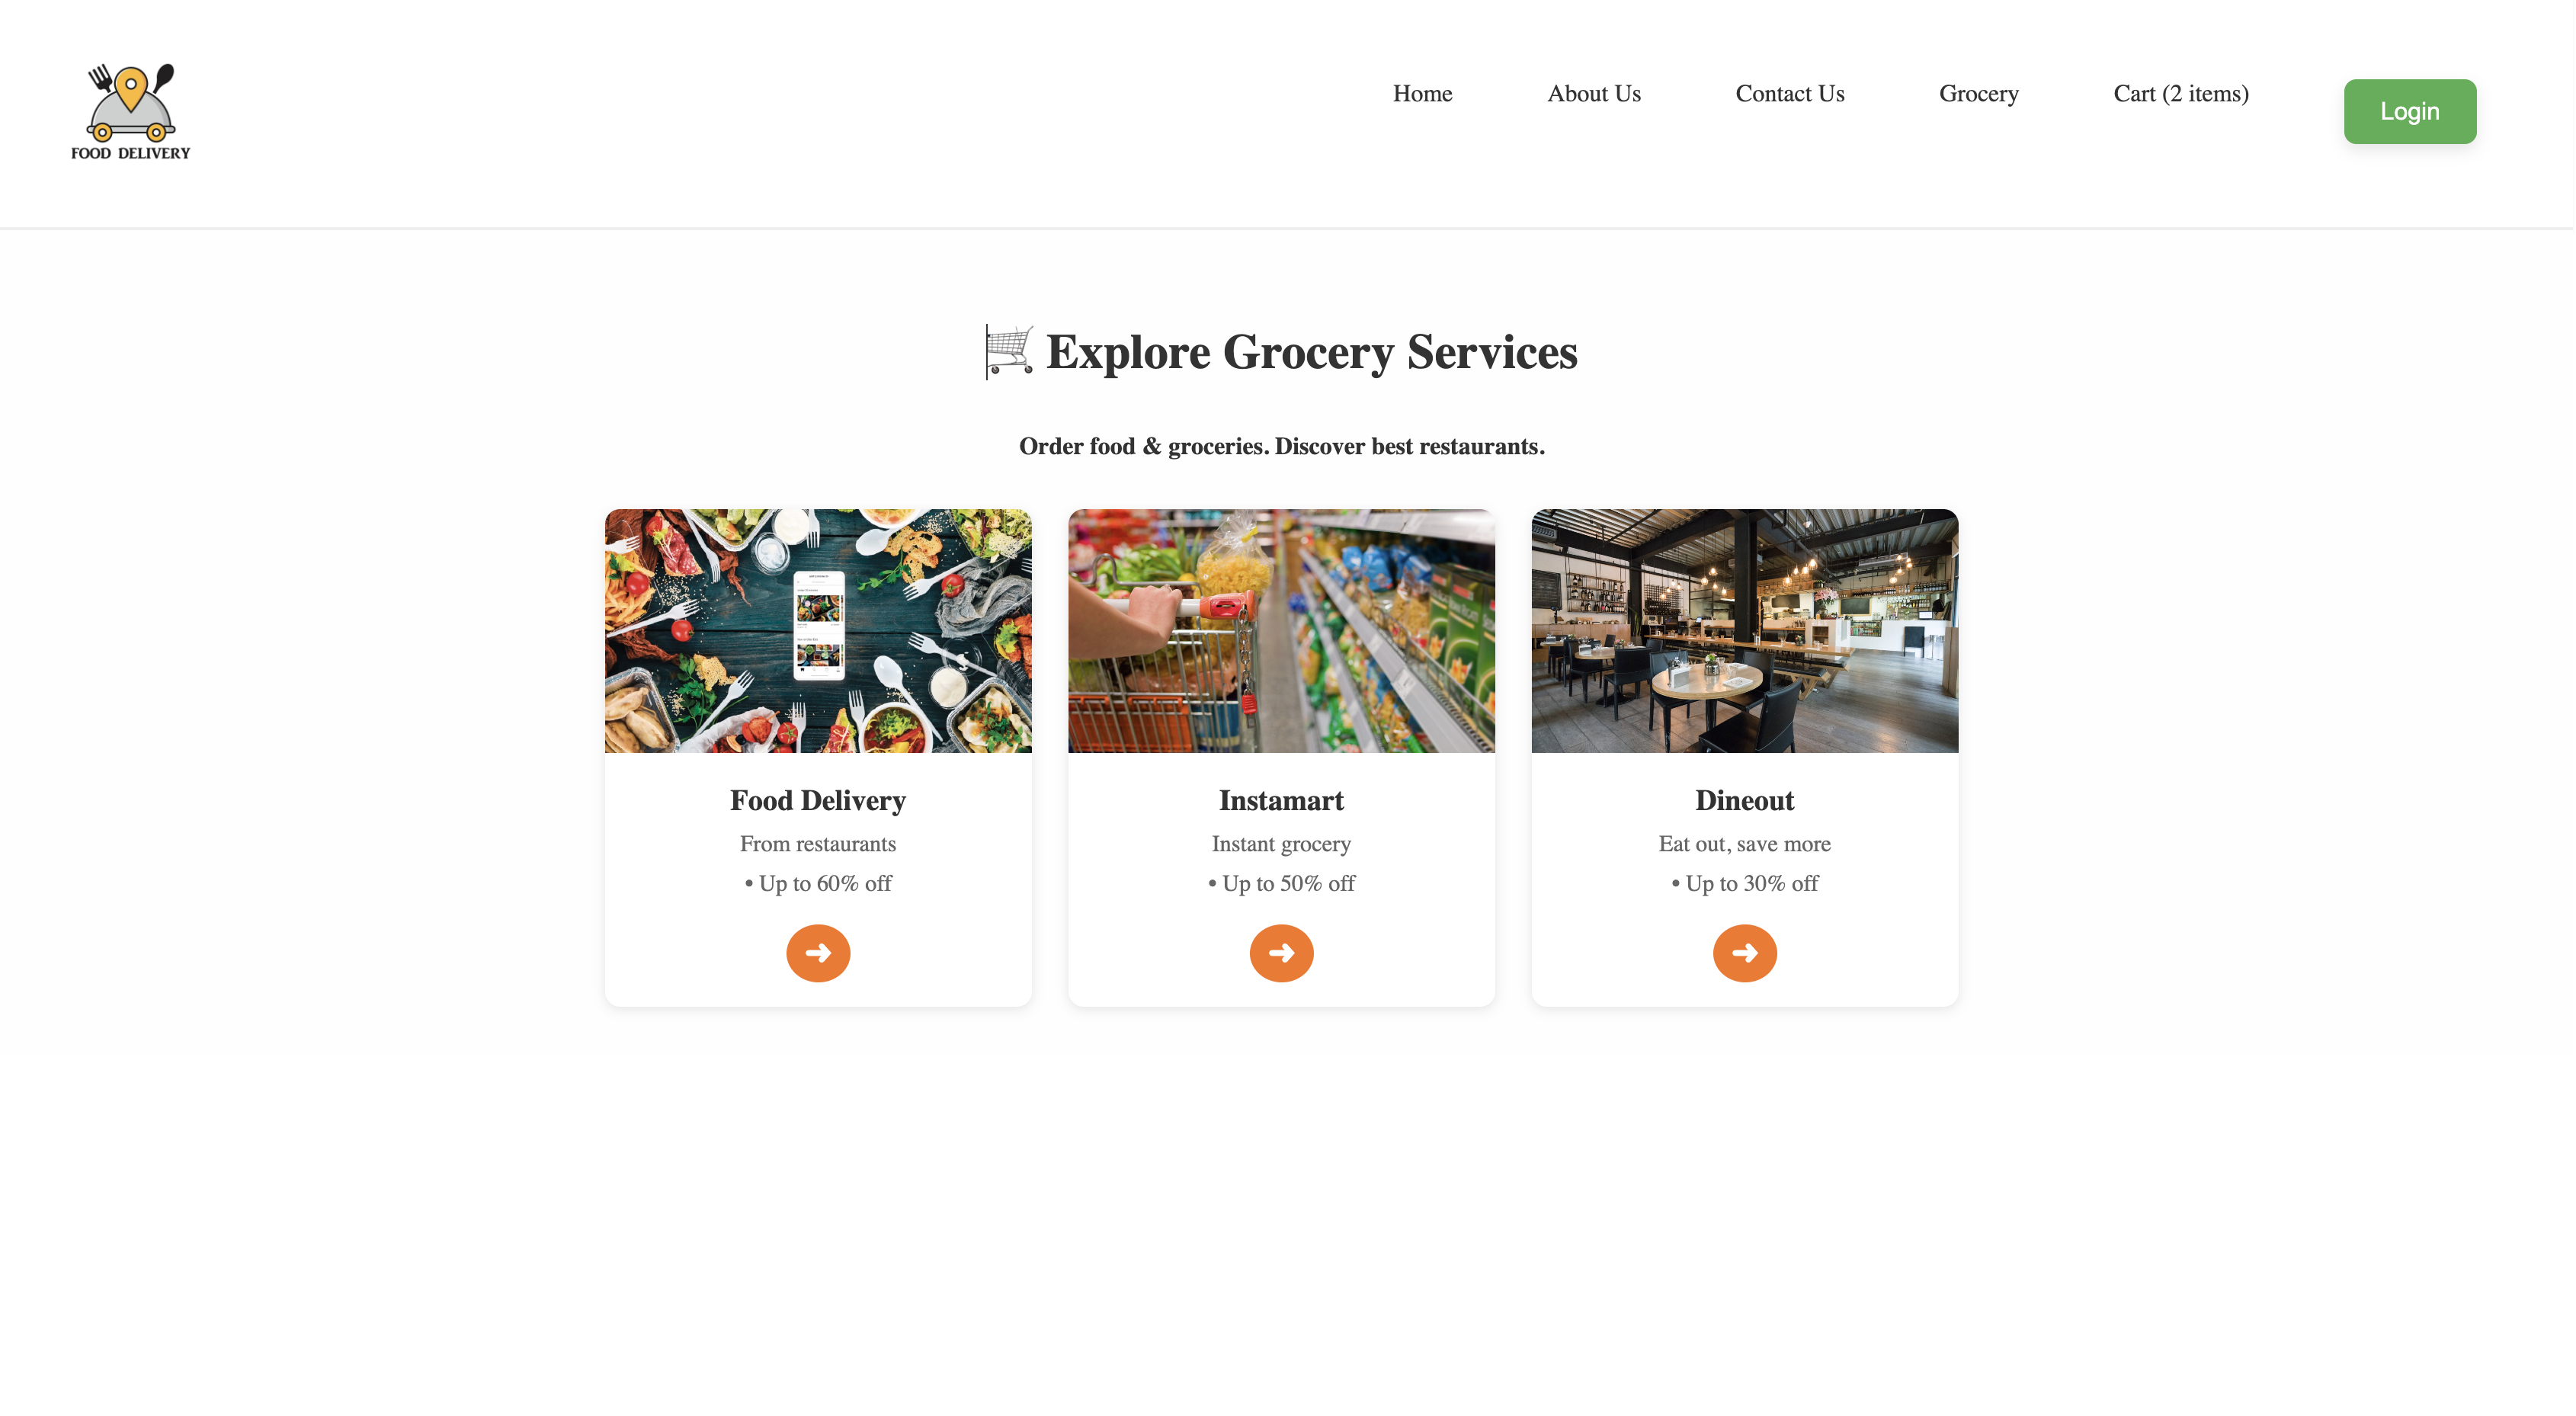 FOOD DELIVERY
Home
About Us
Contact Us
Grocery
Cart (2 items)
Login
Explore Grocery Services
Order food & groceries. Discover best restaurants.
Food Delivery
From restaurants
• Up to 60% off
Instamart
Instant grocery
• Up to 50% off
Dineout
Eat out, save more
• Up to 30% off